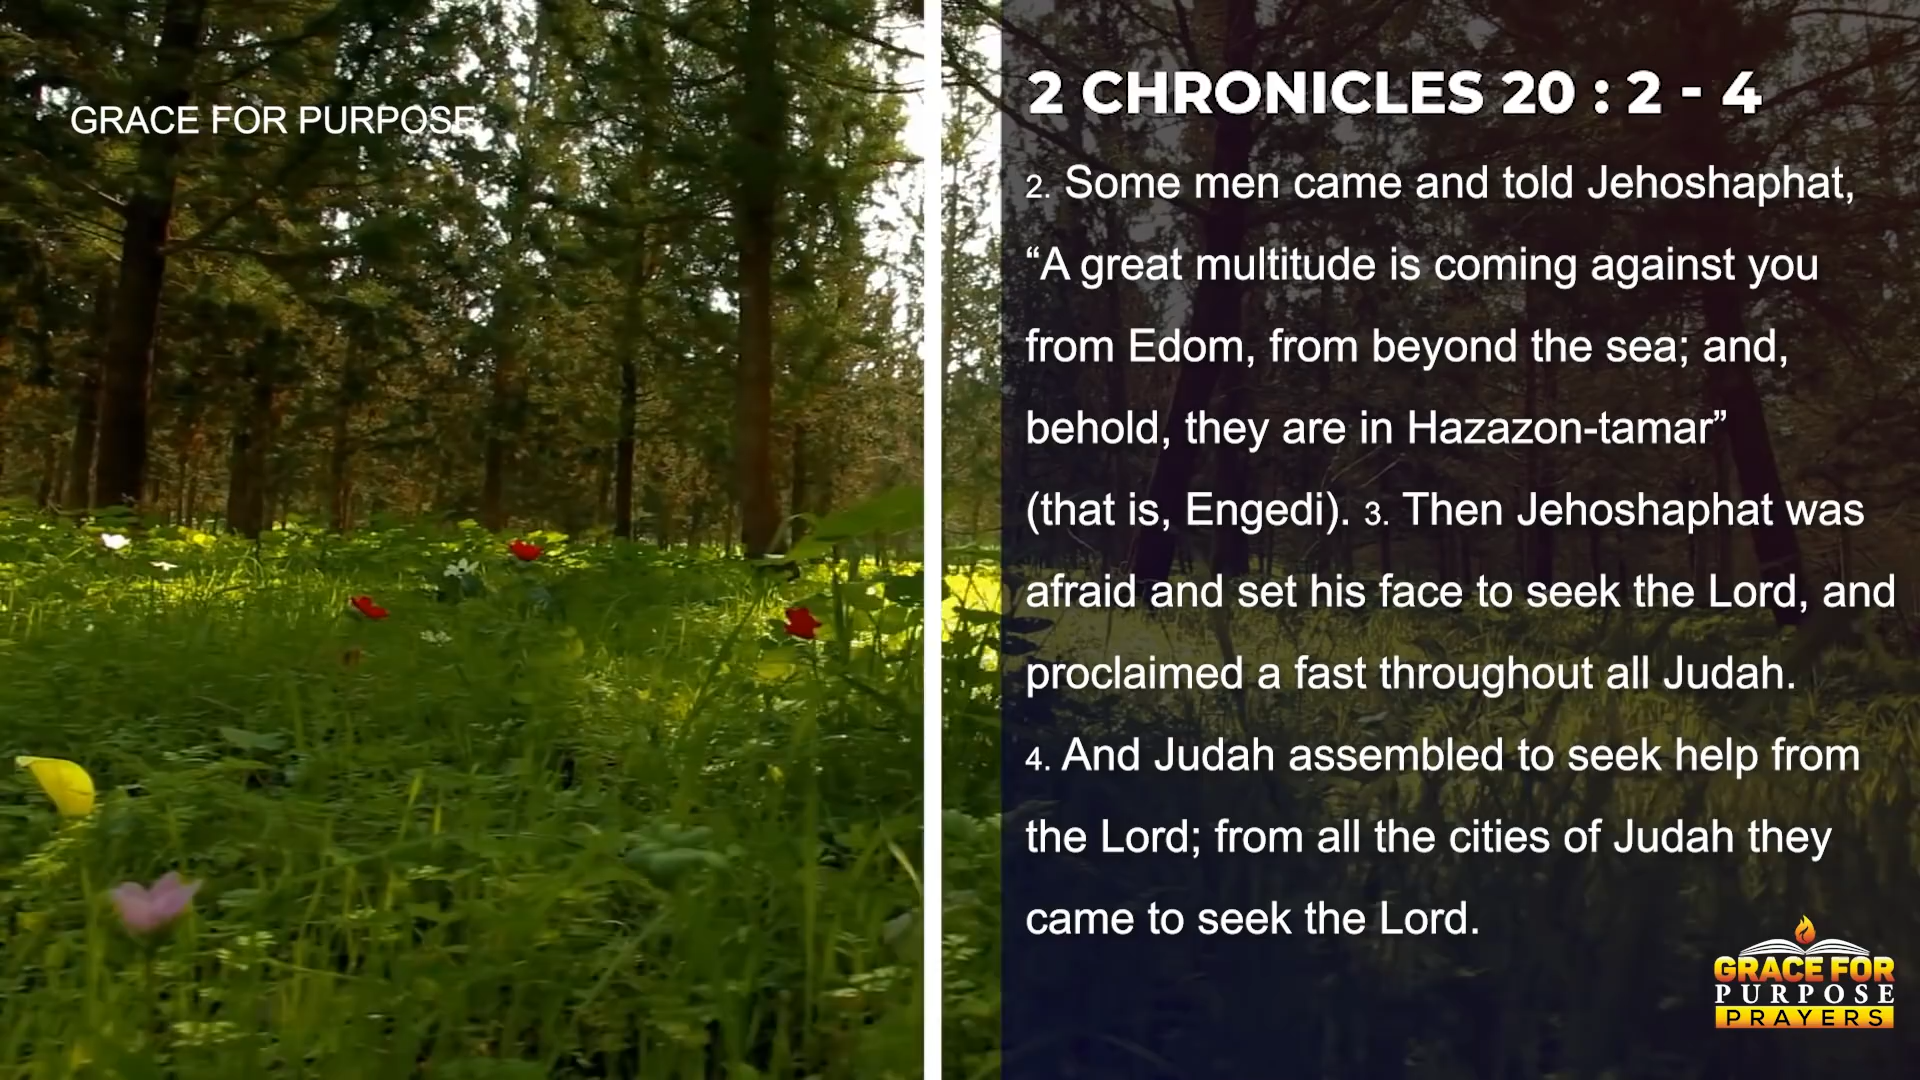 GRACE FOR PURPOSE
2 CHRONICLES 20 : 2 - 4
2. Some men came and told Jehoshaphat,
“A great multitude is coming against you
from Edom, from beyond the sea; and,
behold, they are in Hazazon-tamar”
(that is, Engedi). 3. Then Jehoshaphat was
afraid and set his face to seek the Lord, and
proclaimed a fast throughout all Judah.
4. And Judah assembled to seek help from
the Lord; from all the cities of Judah they
came to seek the Lord.
GRACE FOR
PURPOSE
PRAYERS